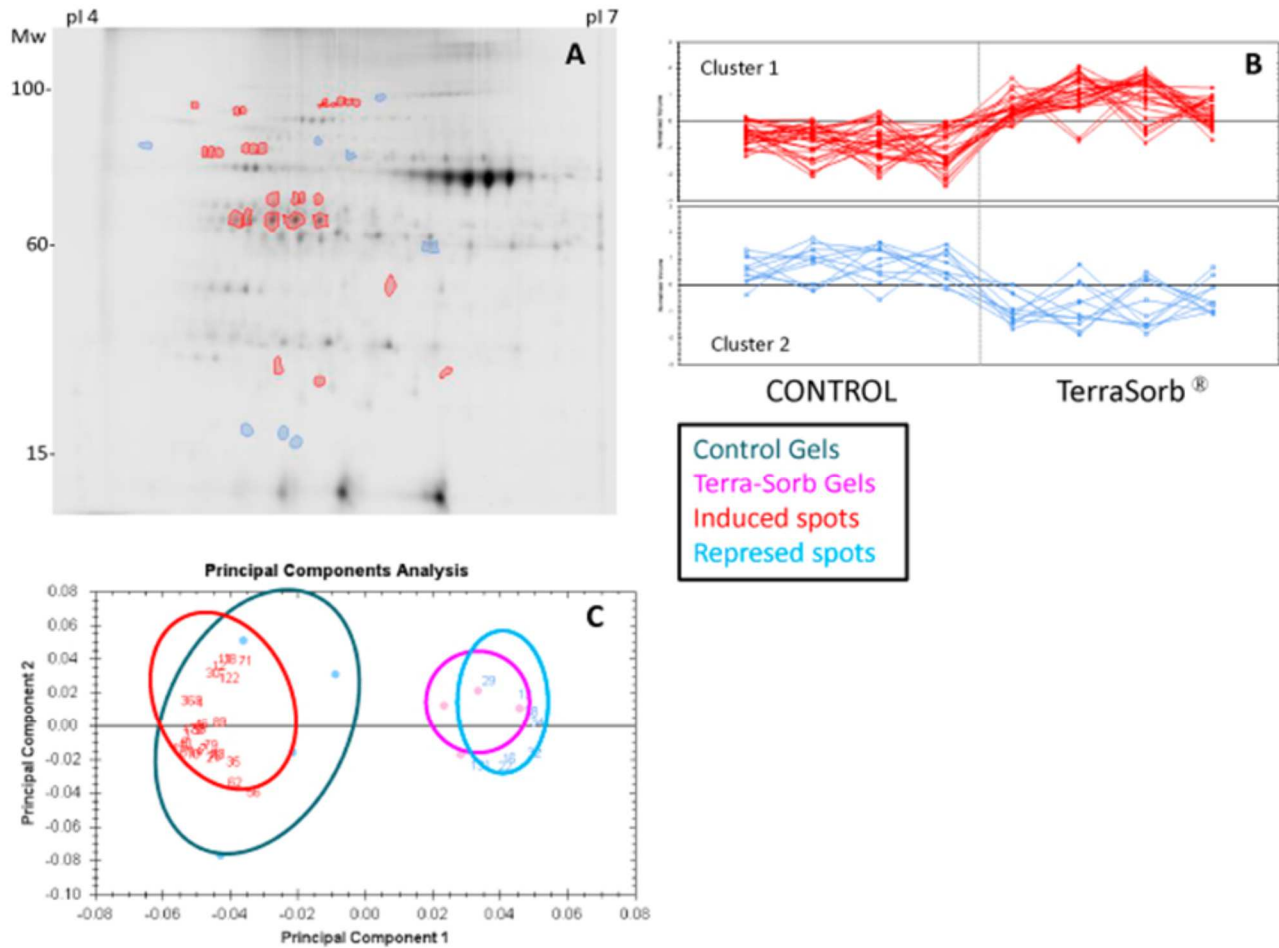 pI 4
pI 7
Mw
100-
60-
15-
A
B
Cluster 1
Cluster 2
CONTROL
TerraSorb ®
Control Gels
Terra-Sorb Gels
Induced spots
Represed spots
Principal Components Analysis
C
Principal Component 2
0.08
0.06
0.04
0.02
0.00
-0.02
-0.04
-0.06
-0.08
-0.10
71
122
35
62
29
-0.08
-0.06
-0.04
-0.02
0.00
0.02
0.04
0.06
0.08
Principal Component 1